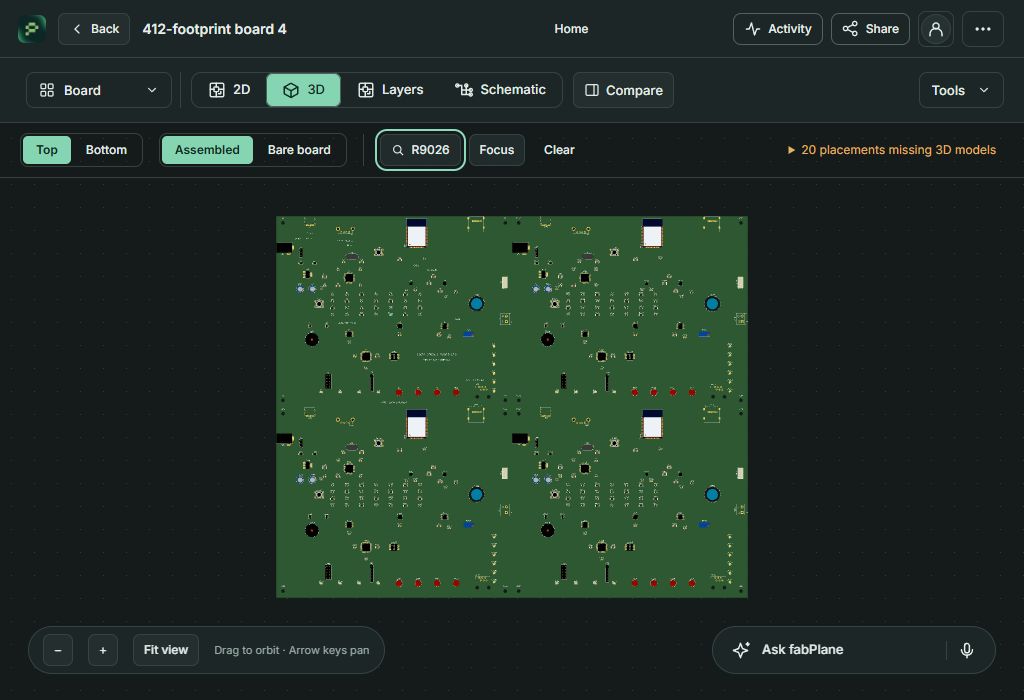 Back
412-footprint board 4
Home
Activity
Share
Board
2D
3D
Layers
Schematic
Compare
Tools
Top
Bottom
Assembled
Bare board
R9026
Focus
Clear
20 placements missing 3D models
−
+
Fit view
Drag to orbit · Arrow keys pan
Ask fabPlane